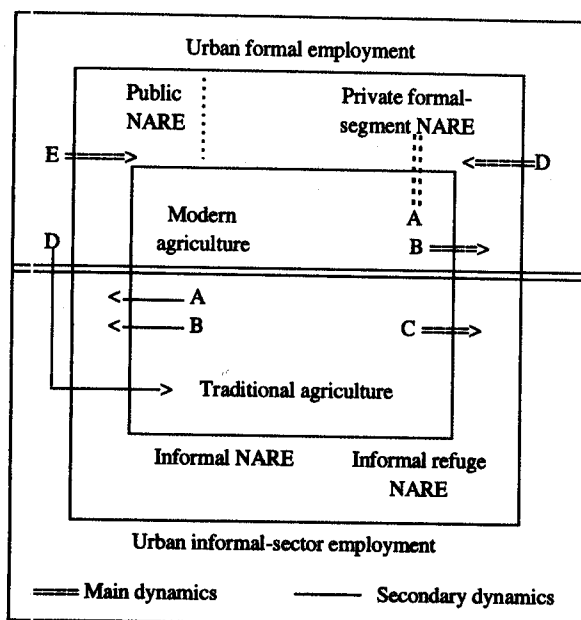 Urban formal employment
Public
NARE
Private formal-
segment NARE
E
D
A
Modern
agriculture
B
D
A
B
C
Traditional agriculture
Informal NARE
Informal refuge
NARE
Urban informal-sector employment
Main dynamics
Secondary dynamics